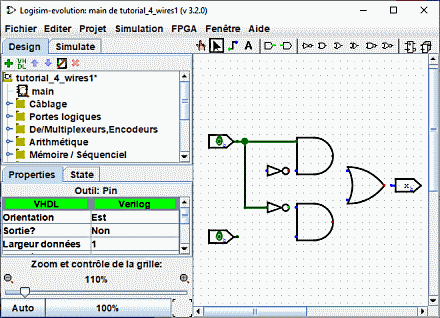 Logisim-evolution: main de tutorial_4_wires1 (v 3.2.0)
Fichier Editer Projet Simulation FPGA Fenêtre Aide
Design Simulate
A
VHDL
tutorial_4_wires1*
main
Câblage
Portes logiques
De/Multiplexeurs,Encodeurs
Arithmétique
Mémoire / Séquenciel
Properties State
Outil: Pin
VHDL Verilog
Orientation Est
Sortie? Non
Largeur données 1
Zoom et contrôle de la grille:
110%
Auto 100%
0
x
0